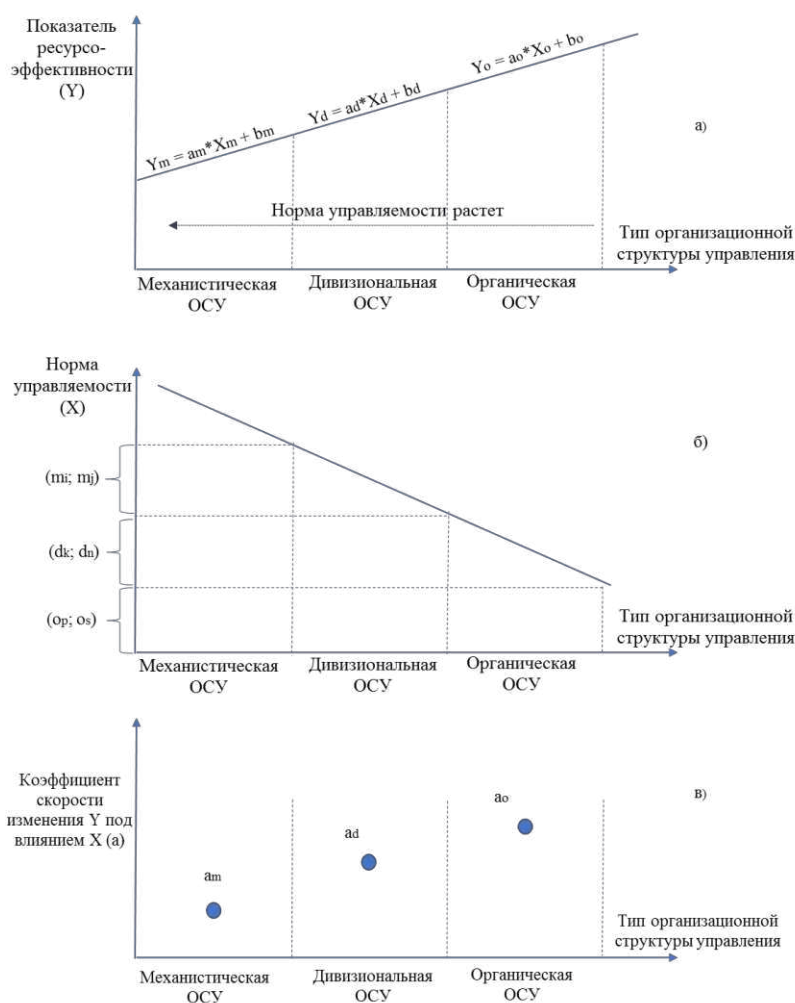 Показатель
ресурсо-
эффективности
(Y)
Ym = am*Xm + bm
Yd = ad*Xd + bd
Yo = ao*Xo + bo
а)
Норма управляемости растет
Тип организационной
структуры управления
Механистическая
ОСУ
Дивизиональная
ОСУ
Органическая
ОСУ
Норма
управляемости
(X)
б)
(mi; mj)
(dk; dn)
(op; os)
Тип организационной
структуры управления
Механистическая
ОСУ
Дивизиональная
ОСУ
Органическая
ОСУ
Коэффициент
скорости
изменения Y под
влиянием X (а)
am
ad
ao
в)
Тип организационной
структуры управления
Механистическая
ОСУ
Дивизиональная
ОСУ
Органическая
ОСУ